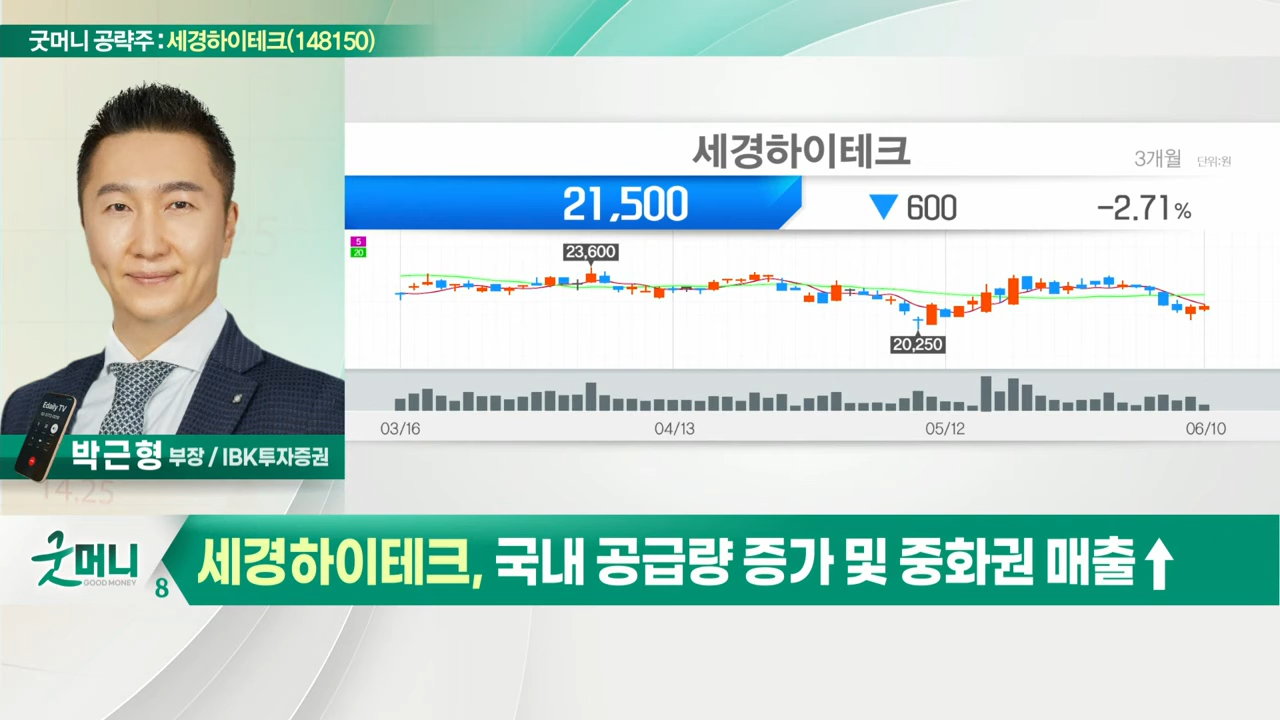 굿머니 공략주 : 세경하이테크(148150)
세경하이테크
3개월 단위:원
21,500 ▼ 600 -2.71%
5
20
23,600
20,250
03/16 04/13 05/12 06/10
Edaily TV
박근형 부장 / IBK투자증권
14.25
굿머니
GOOD MONEY
8
세경하이테크, 국내 공급량 증가 및 중화권 매출↑